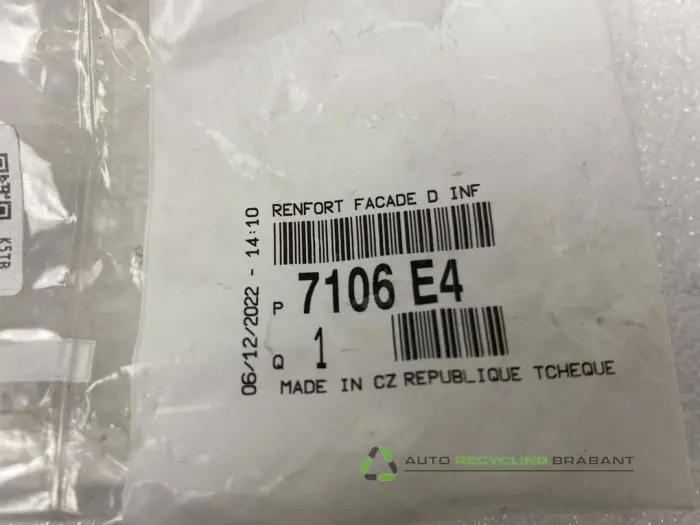 RENFORT FACADE D INF
06/12/2022 - 14:10
P 7106 E4
Q 1
MADE IN CZ REPUBLIQUE TCHEQUE
K5TB
AUTO RECYCLING BRABANT